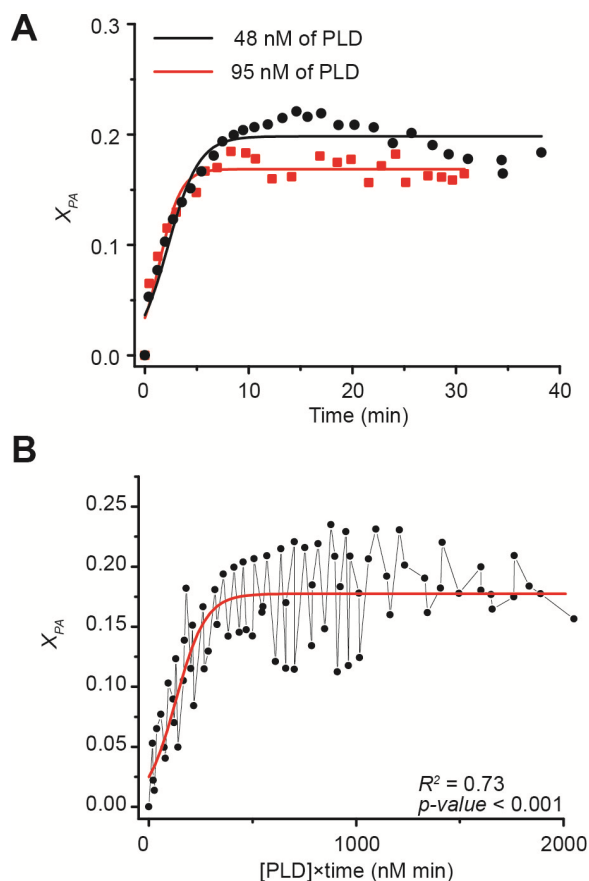 A
48 nM of PLD
95 nM of PLD
0.3
0.2
0.1
0.0
X_PA
0 10 20 30 40
Time (min)
B
0.25
0.20
0.15
0.10
0.05
0.00
X_PA
R² = 0.73
p-value < 0.001
0 1000 2000
[PLD]×time (nM min)